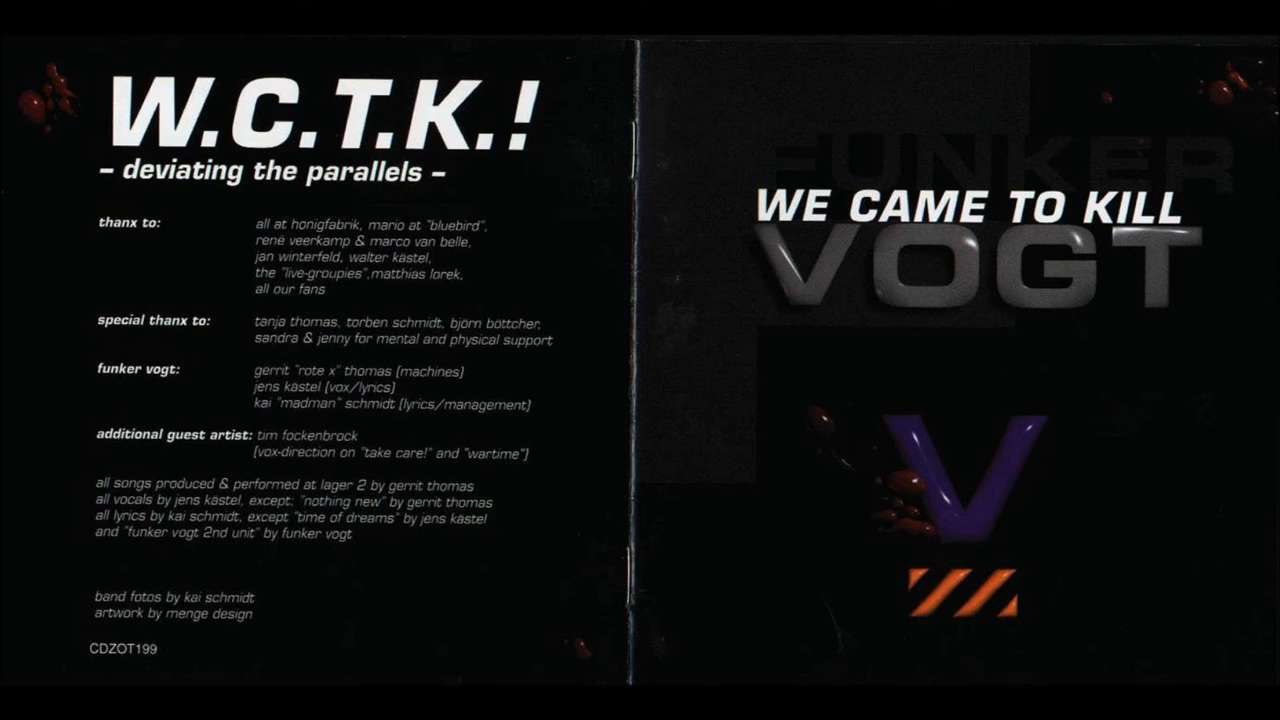 W.C.T.K.!
– deviating the parallels –
thanx to: all at honigfabrik, mario at "bluebird",
renè veerkamp & marco van belle,
jan winterfeld, walter kästel,
the "live-groupies",matthias lorek,
all our fans
special thanx to: tanja thomas, torben schmidt, björn böttcher,
sandra & jenny for mental and physical support
funker vogt: gerrit "rote x" thomas (machines)
jens kästel (vox/lyrics)
kai "madman" schmidt (lyrics/management)
additional guest artist: tim fockenbrock
(vox-direction on "take care!" and "wartime")
all songs produced & performed at lager 2 by gerrit thomas
all vocals by jens kästel, except: "nothing new" by gerrit thomas
all lyrics by kai schmidt, except "time of dreams" by jens kästel
and "funker vogt 2nd unit" by funker vogt
band fotos by kai schmidt
artwork by menge design
CDZOT199
FUNKER
WE CAME TO KILL
VOGT
V